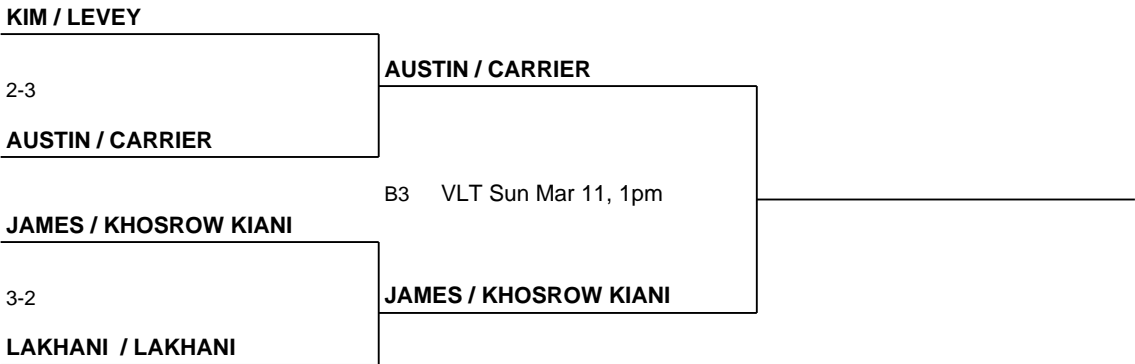 KIM / LEVEY
AUSTIN / CARRIER
2-3
AUSTIN / CARRIER
B3 VLT Sun Mar 11, 1pm
JAMES / KHOSROW KIANI
3-2
JAMES / KHOSROW KIANI
LAKHANI / LAKHANI